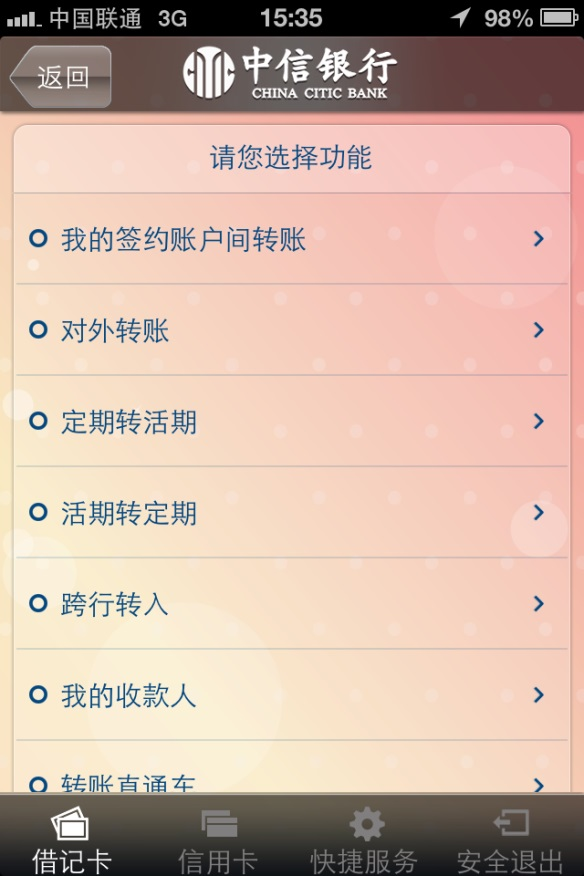 中国联通 3G 15:35 98%
返回 中信银行
CHINA CITIC BANK
请您选择功能
我的签约账户间转账
对外转账
定期转活期
活期转定期
跨行转入
我的收款人
转账直通车
借记卡 信用卡 快捷服务 安全退出